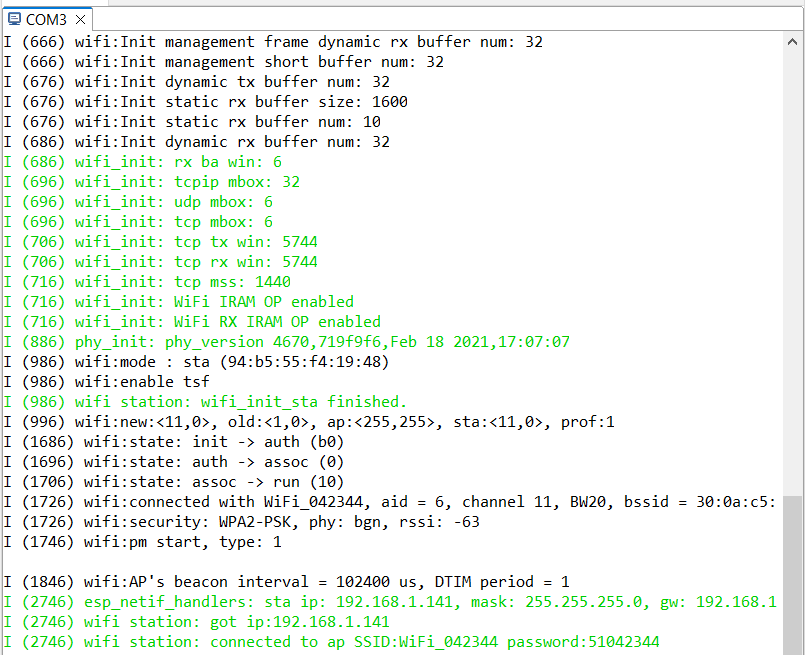 COM3
I (666) wifi:Init management frame dynamic rx buffer num: 32
I (666) wifi:Init management short buffer num: 32
I (676) wifi:Init dynamic tx buffer num: 32
I (676) wifi:Init static rx buffer size: 1600
I (676) wifi:Init static rx buffer num: 10
I (686) wifi:Init dynamic rx buffer num: 32
I (686) wifi_init: rx ba win: 6
I (696) wifi_init: tcpip mbox: 32
I (696) wifi_init: udp mbox: 6
I (696) wifi_init: tcp mbox: 6
I (706) wifi_init: tcp tx win: 5744
I (706) wifi_init: tcp rx win: 5744
I (716) wifi_init: tcp mss: 1440
I (716) wifi_init: WiFi IRAM OP enabled
I (716) wifi_init: WiFi RX IRAM OP enabled
I (886) phy_init: phy_version 4670,719f9f6,Feb 18 2021,17:07:07
I (986) wifi:mode : sta (94:b5:55:f4:19:48)
I (986) wifi:enable tsf
I (986) wifi station: wifi_init_sta finished.
I (996) wifi:new:<11,0>, old:<1,0>, ap:<255,255>, sta:<11,0>, prof:1
I (1686) wifi:state: init -> auth (b0)
I (1696) wifi:state: auth -> assoc (0)
I (1706) wifi:state: assoc -> run (10)
I (1726) wifi:connected with WiFi_042344, aid = 6, channel 11, BW20, bssid = 30:0a:c5:
I (1726) wifi:security: WPA2-PSK, phy: bgn, rssi: -63
I (1746) wifi:pm start, type: 1
I (1846) wifi:AP's beacon interval = 102400 us, DTIM period = 1
I (2746) esp_netif_handlers: sta ip: 192.168.1.141, mask: 255.255.255.0, gw: 192.168.1
I (2746) wifi station: got ip:192.168.1.141
I (2746) wifi station: connected to ap SSID:WiFi_042344 password:51042344